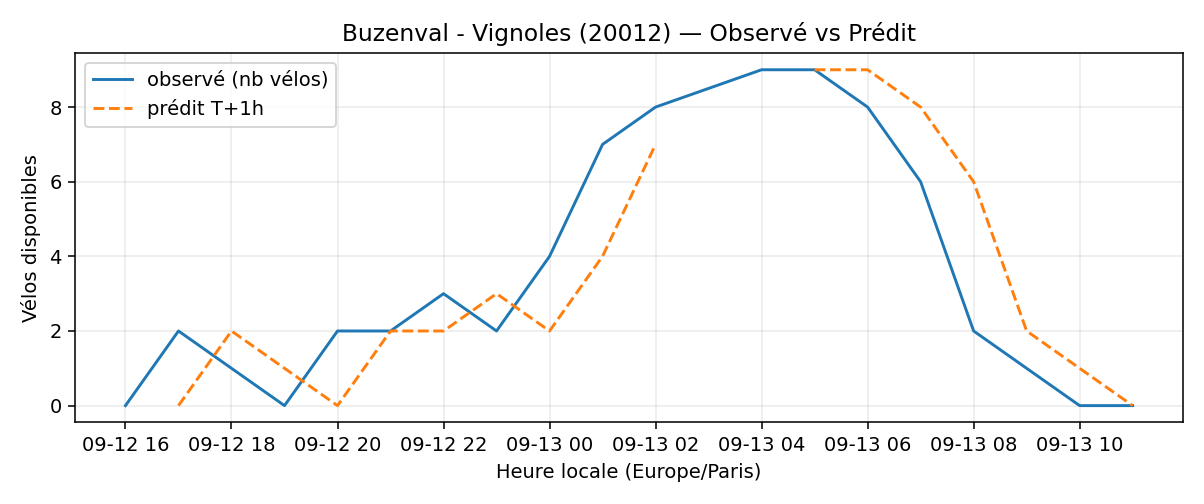 Buzenval - Vignoles (20012) — Observé vs Prédit
observé (nb vélos)
prédit T+1h
Vélos disponibles
8
6
4
2
0
09-12 16 09-12 18 09-12 20 09-12 22 09-13 00 09-13 02 09-13 04 09-13 06 09-13 08 09-13 10
Heure locale (Europe/Paris)